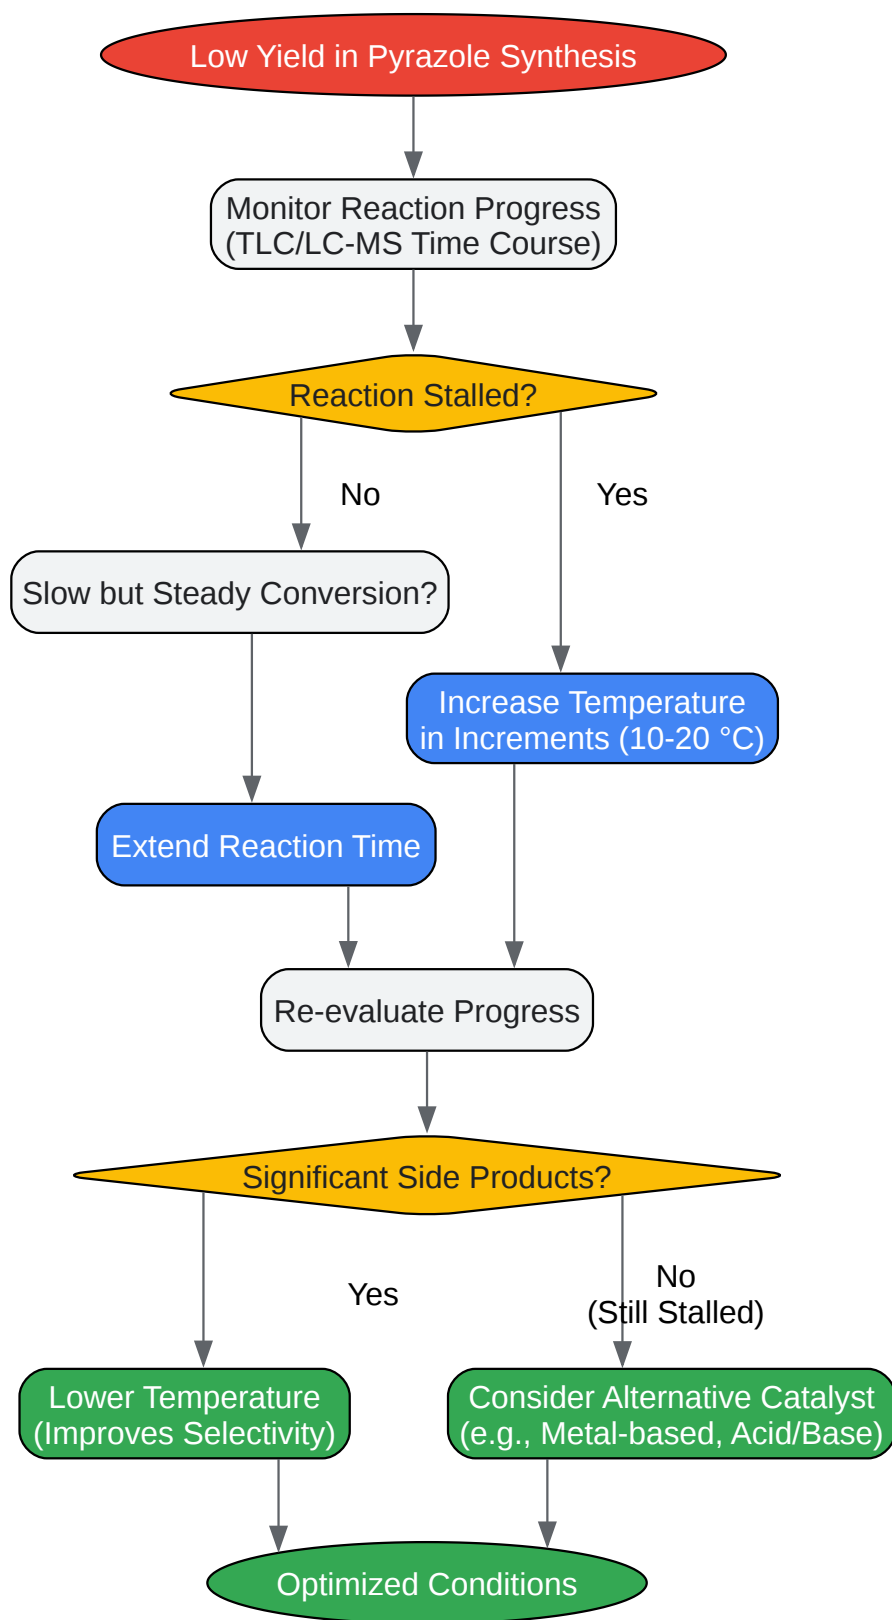 Low Yield in Pyrazole Synthesis
Monitor Reaction Progress
(TLC/LC-MS Time Course)
Reaction Stalled?
No
Yes
Slow but Steady Conversion?
Increase Temperature
in Increments (10-20 °C)
Extend Reaction Time
Re-evaluate Progress
Significant Side Products?
Yes
No
(Still Stalled)
Lower Temperature
(Improves Selectivity)
Consider Alternative Catalyst
(e.g., Metal-based, Acid/Base)
Optimized Conditions